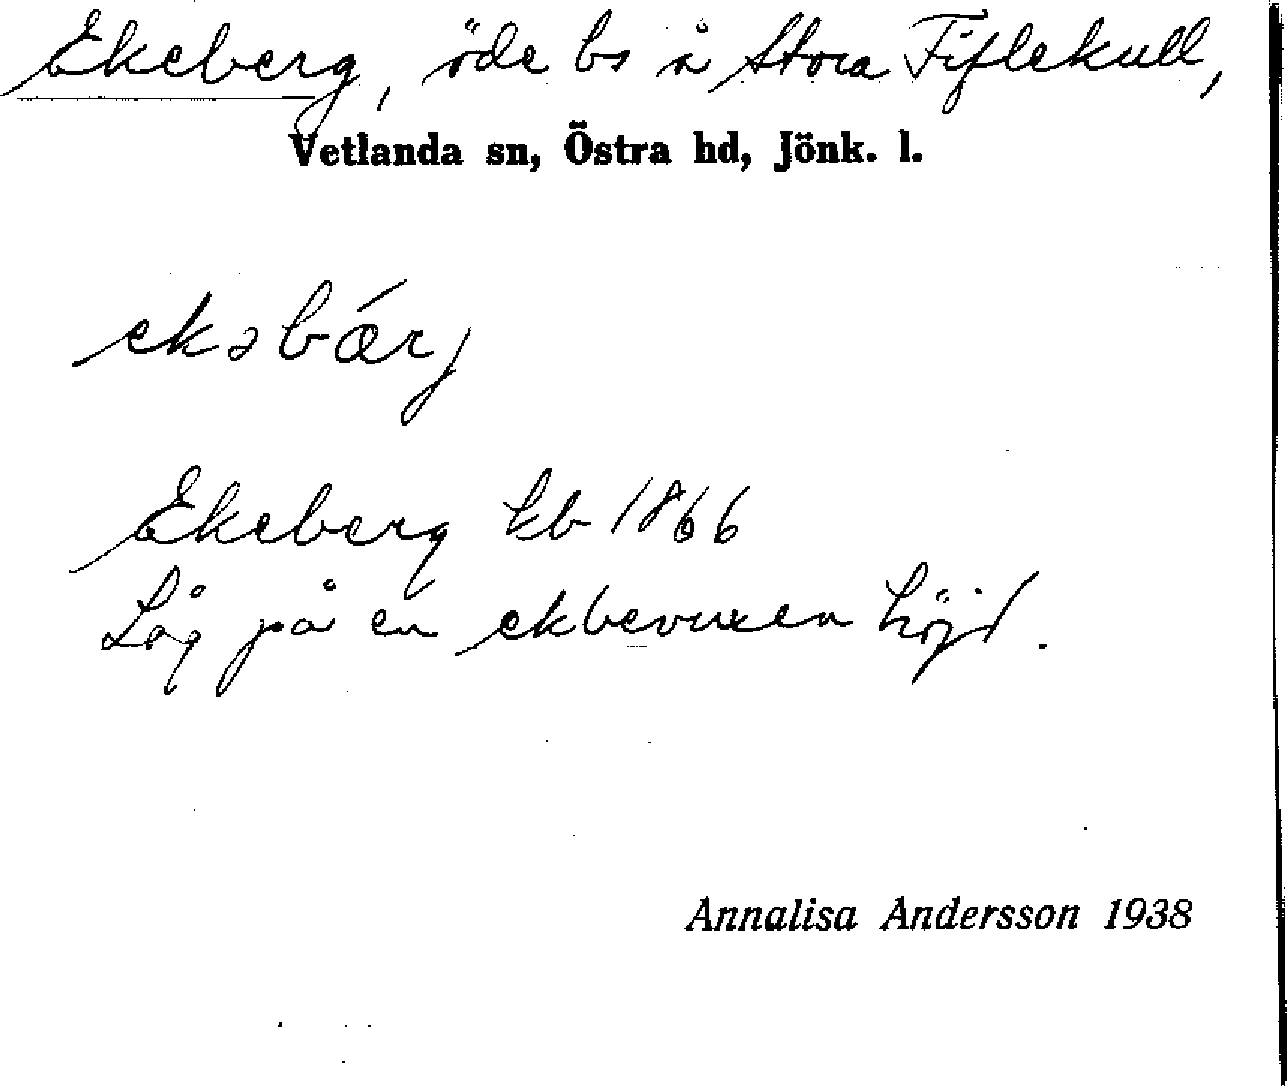 Ekeberg, öde bs å Stora Fiflekull,
Vetlanda sn, Östra hd, Jönk. l.
ekəbǽrj
Ekeberg kb 1866
Låg på en ekbevuxen höjd.
Annalisa Andersson 1938